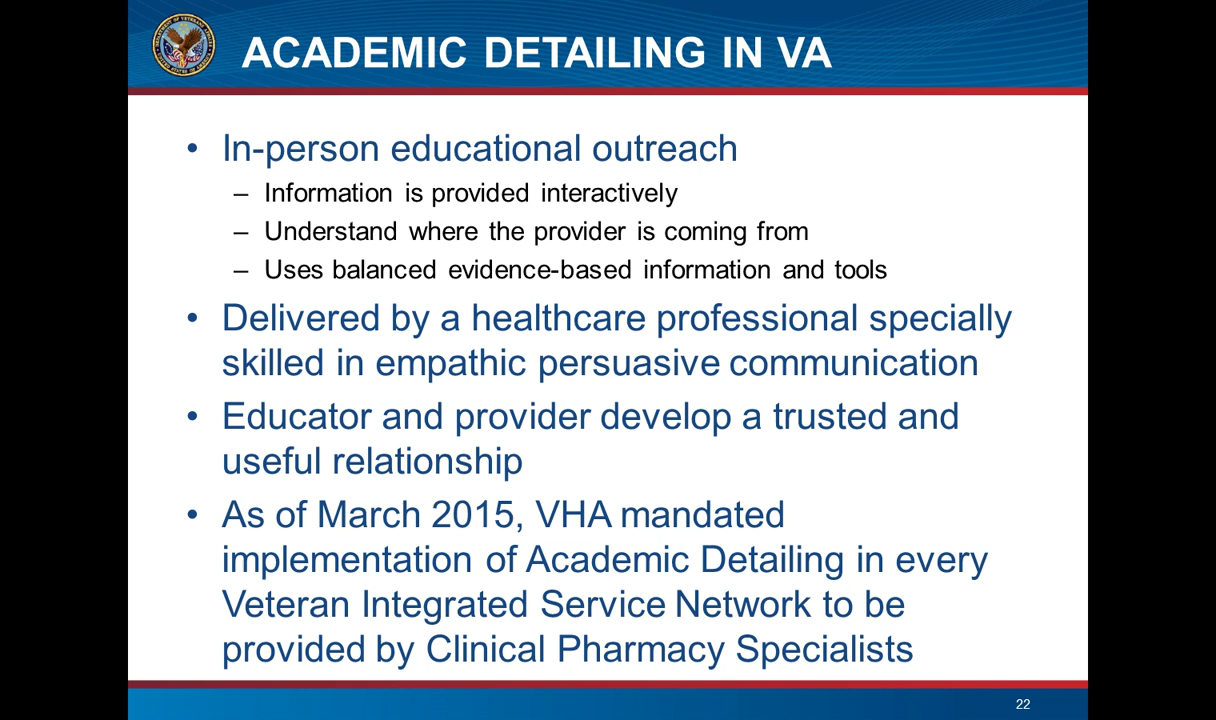 ACADEMIC DETAILING IN VA
• In-person educational outreach
– Information is provided interactively
– Understand where the provider is coming from
– Uses balanced evidence-based information and tools
• Delivered by a healthcare professional specially
skilled in empathic persuasive communication
• Educator and provider develop a trusted and
useful relationship
• As of March 2015, VHA mandated
implementation of Academic Detailing in every
Veteran Integrated Service Network to be
provided by Clinical Pharmacy Specialists
22